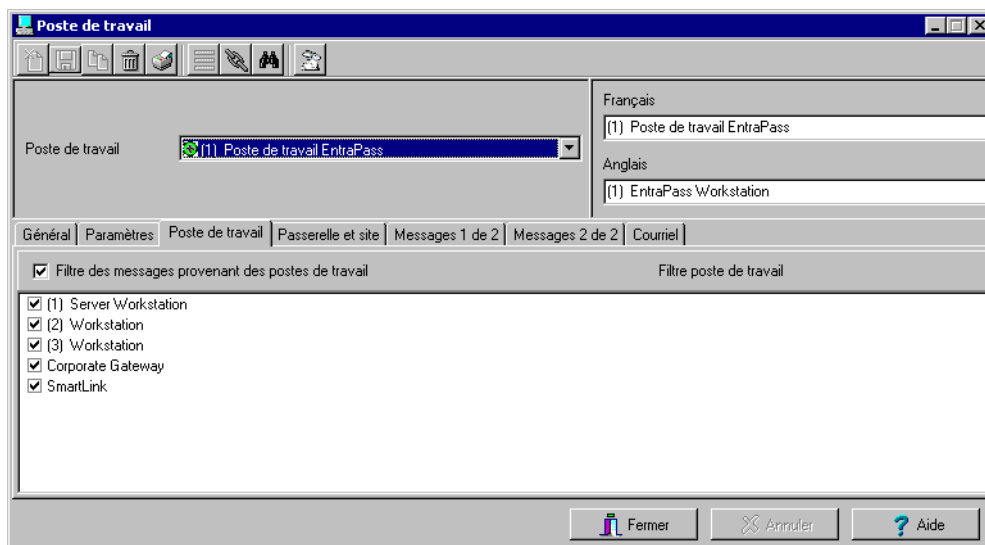 Poste de travail
Français
(1) Poste de travail EntraPass
Poste de travail
(1) Poste de travail EntraPass
Anglais
(1) EntraPass Workstation
Général Paramètres Poste de travail Passerelle et site Messages 1 de 2 Messages 2 de 2 Courriel
Filtre des messages provenant des postes de travail Filtre poste de travail
(1) Server Workstation
(2) Workstation
(3) Workstation
Corporate Gateway
SmartLink
Fermer Annuler Aide